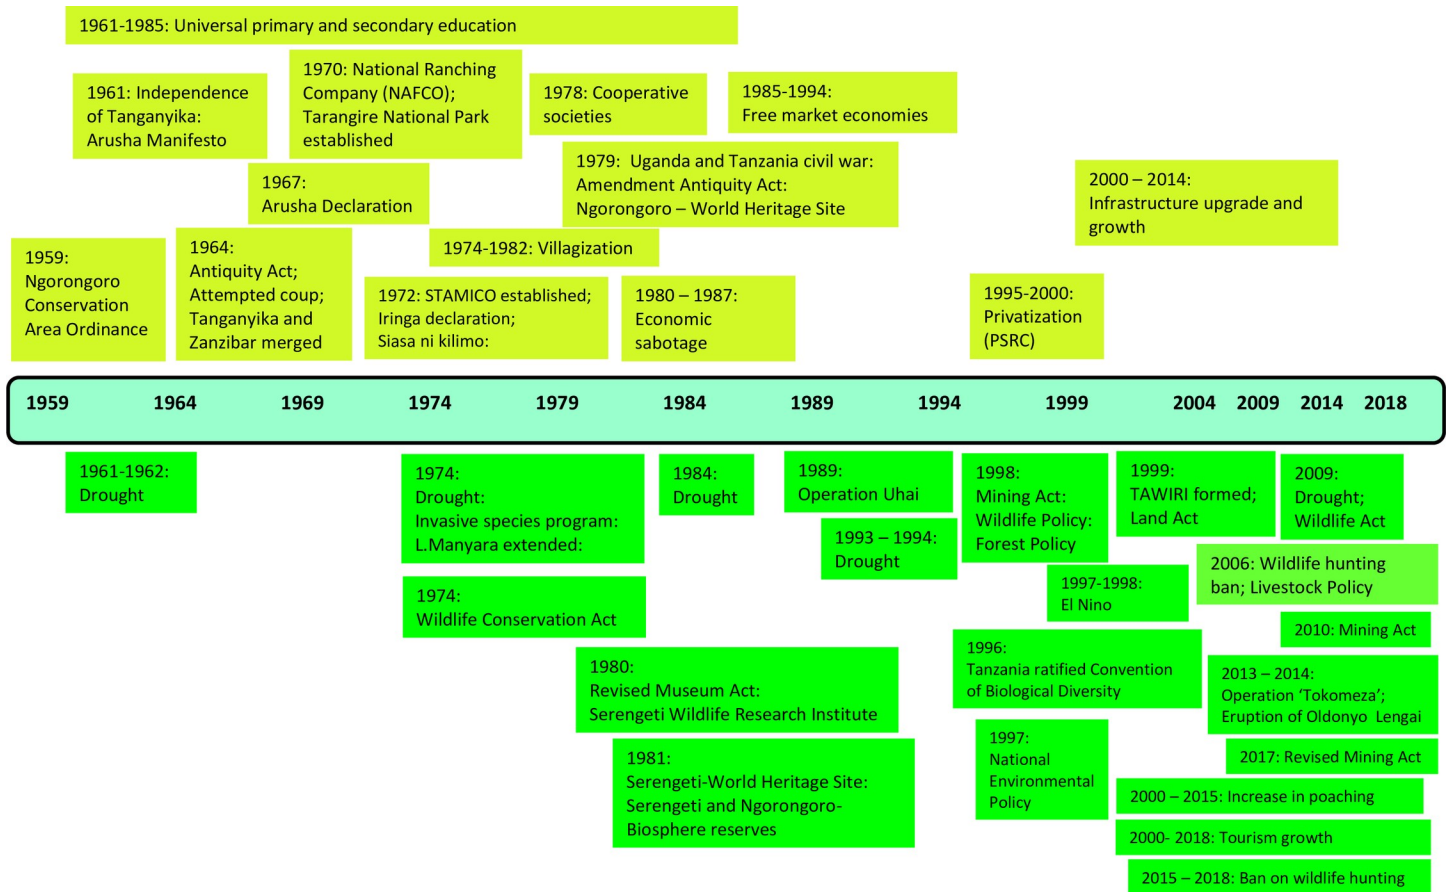 1961-1985: Universal primary and secondary education
1961: Independence
of Tanganyika:
Arusha Manifesto
1970: National Ranching
Company (NAFCO);
Tarangire National Park
established
1978: Cooperative
societies
1985-1994:
Free market economies
1967:
Arusha Declaration
1979:  Uganda and Tanzania civil war:
Amendment Antiquity Act:
Ngorongoro – World Heritage Site
2000 – 2014:
Infrastructure upgrade and
growth
1959:
Ngorongoro
Conservation
Area Ordinance
1964:
Antiquity Act;
Attempted coup;
Tanganyika and
Zanzibar merged
1974-1982: Villagization
1972: STAMICO established;
Iringa declaration;
Siasa ni kilimo:
1980 – 1987:
Economic
sabotage
1995-2000:
Privatization
(PSRC)
1959 1964 1969 1974 1979 1984 1989 1994 1999 2004 2009 2014 2018
1961-1962:
Drought
1974:
Drought:
Invasive species program:
L.Manyara extended:
1984:
Drought
1989:
Operation Uhai
1998:
Mining Act:
Wildlife Policy:
Forest Policy
1999:
TAWIRI formed;
Land Act
2009:
Drought;
Wildlife Act
1993 – 1994:
Drought
2006: Wildlife hunting
ban; Livestock Policy
1997-1998:
El Nino
1974:
Wildlife Conservation Act
2010: Mining Act
1996:
Tanzania ratified Convention
of Biological Diversity
1980:
Revised Museum Act:
Serengeti Wildlife Research Institute
2013 – 2014:
Operation ‘Tokomeza’;
Eruption of Oldonyo  Lengai
1997:
National
Environmental
Policy
1981:
Serengeti-World Heritage Site:
Serengeti and Ngorongoro-
Biosphere reserves
2017: Revised Mining Act
2000 – 2015: Increase in poaching
2000- 2018: Tourism growth
2015 – 2018: Ban on wildlife hunting